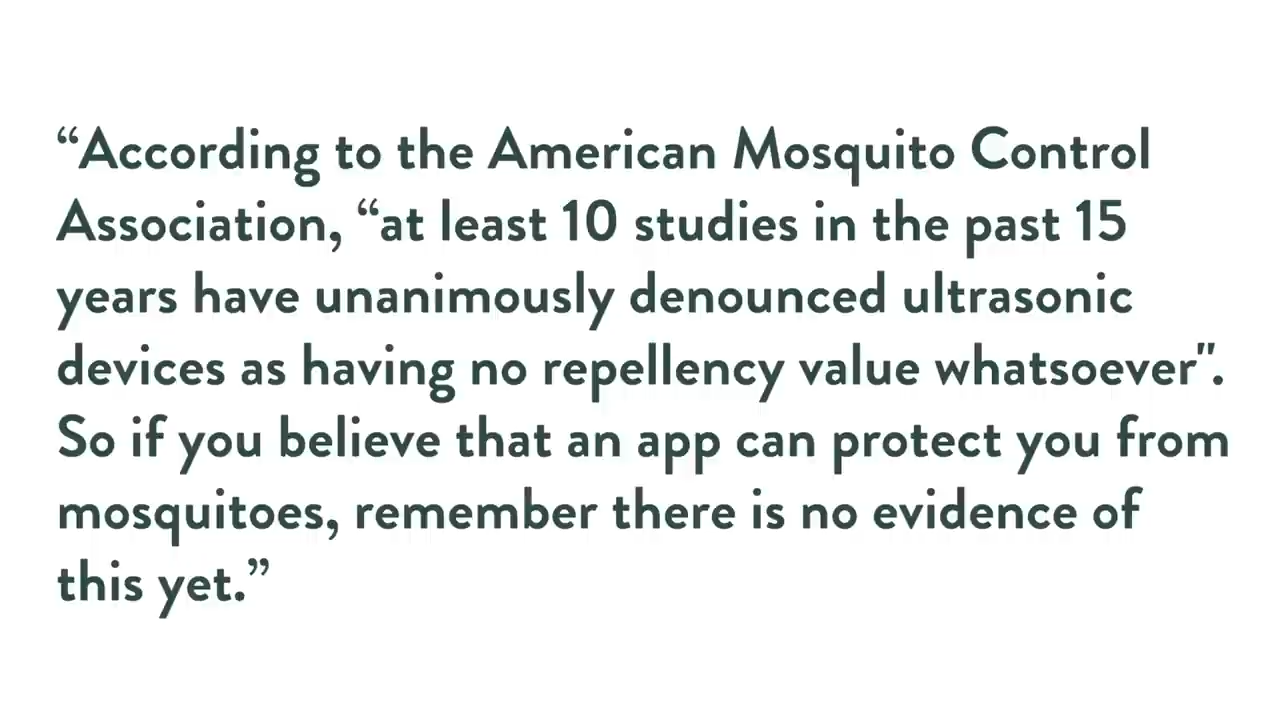 “According to the American Mosquito Control
Association, “at least 10 studies in the past 15
years have unanimously denounced ultrasonic
devices as having no repellency value whatsoever".
So if you believe that an app can protect you from
mosquitoes, remember there is no evidence of
this yet.”